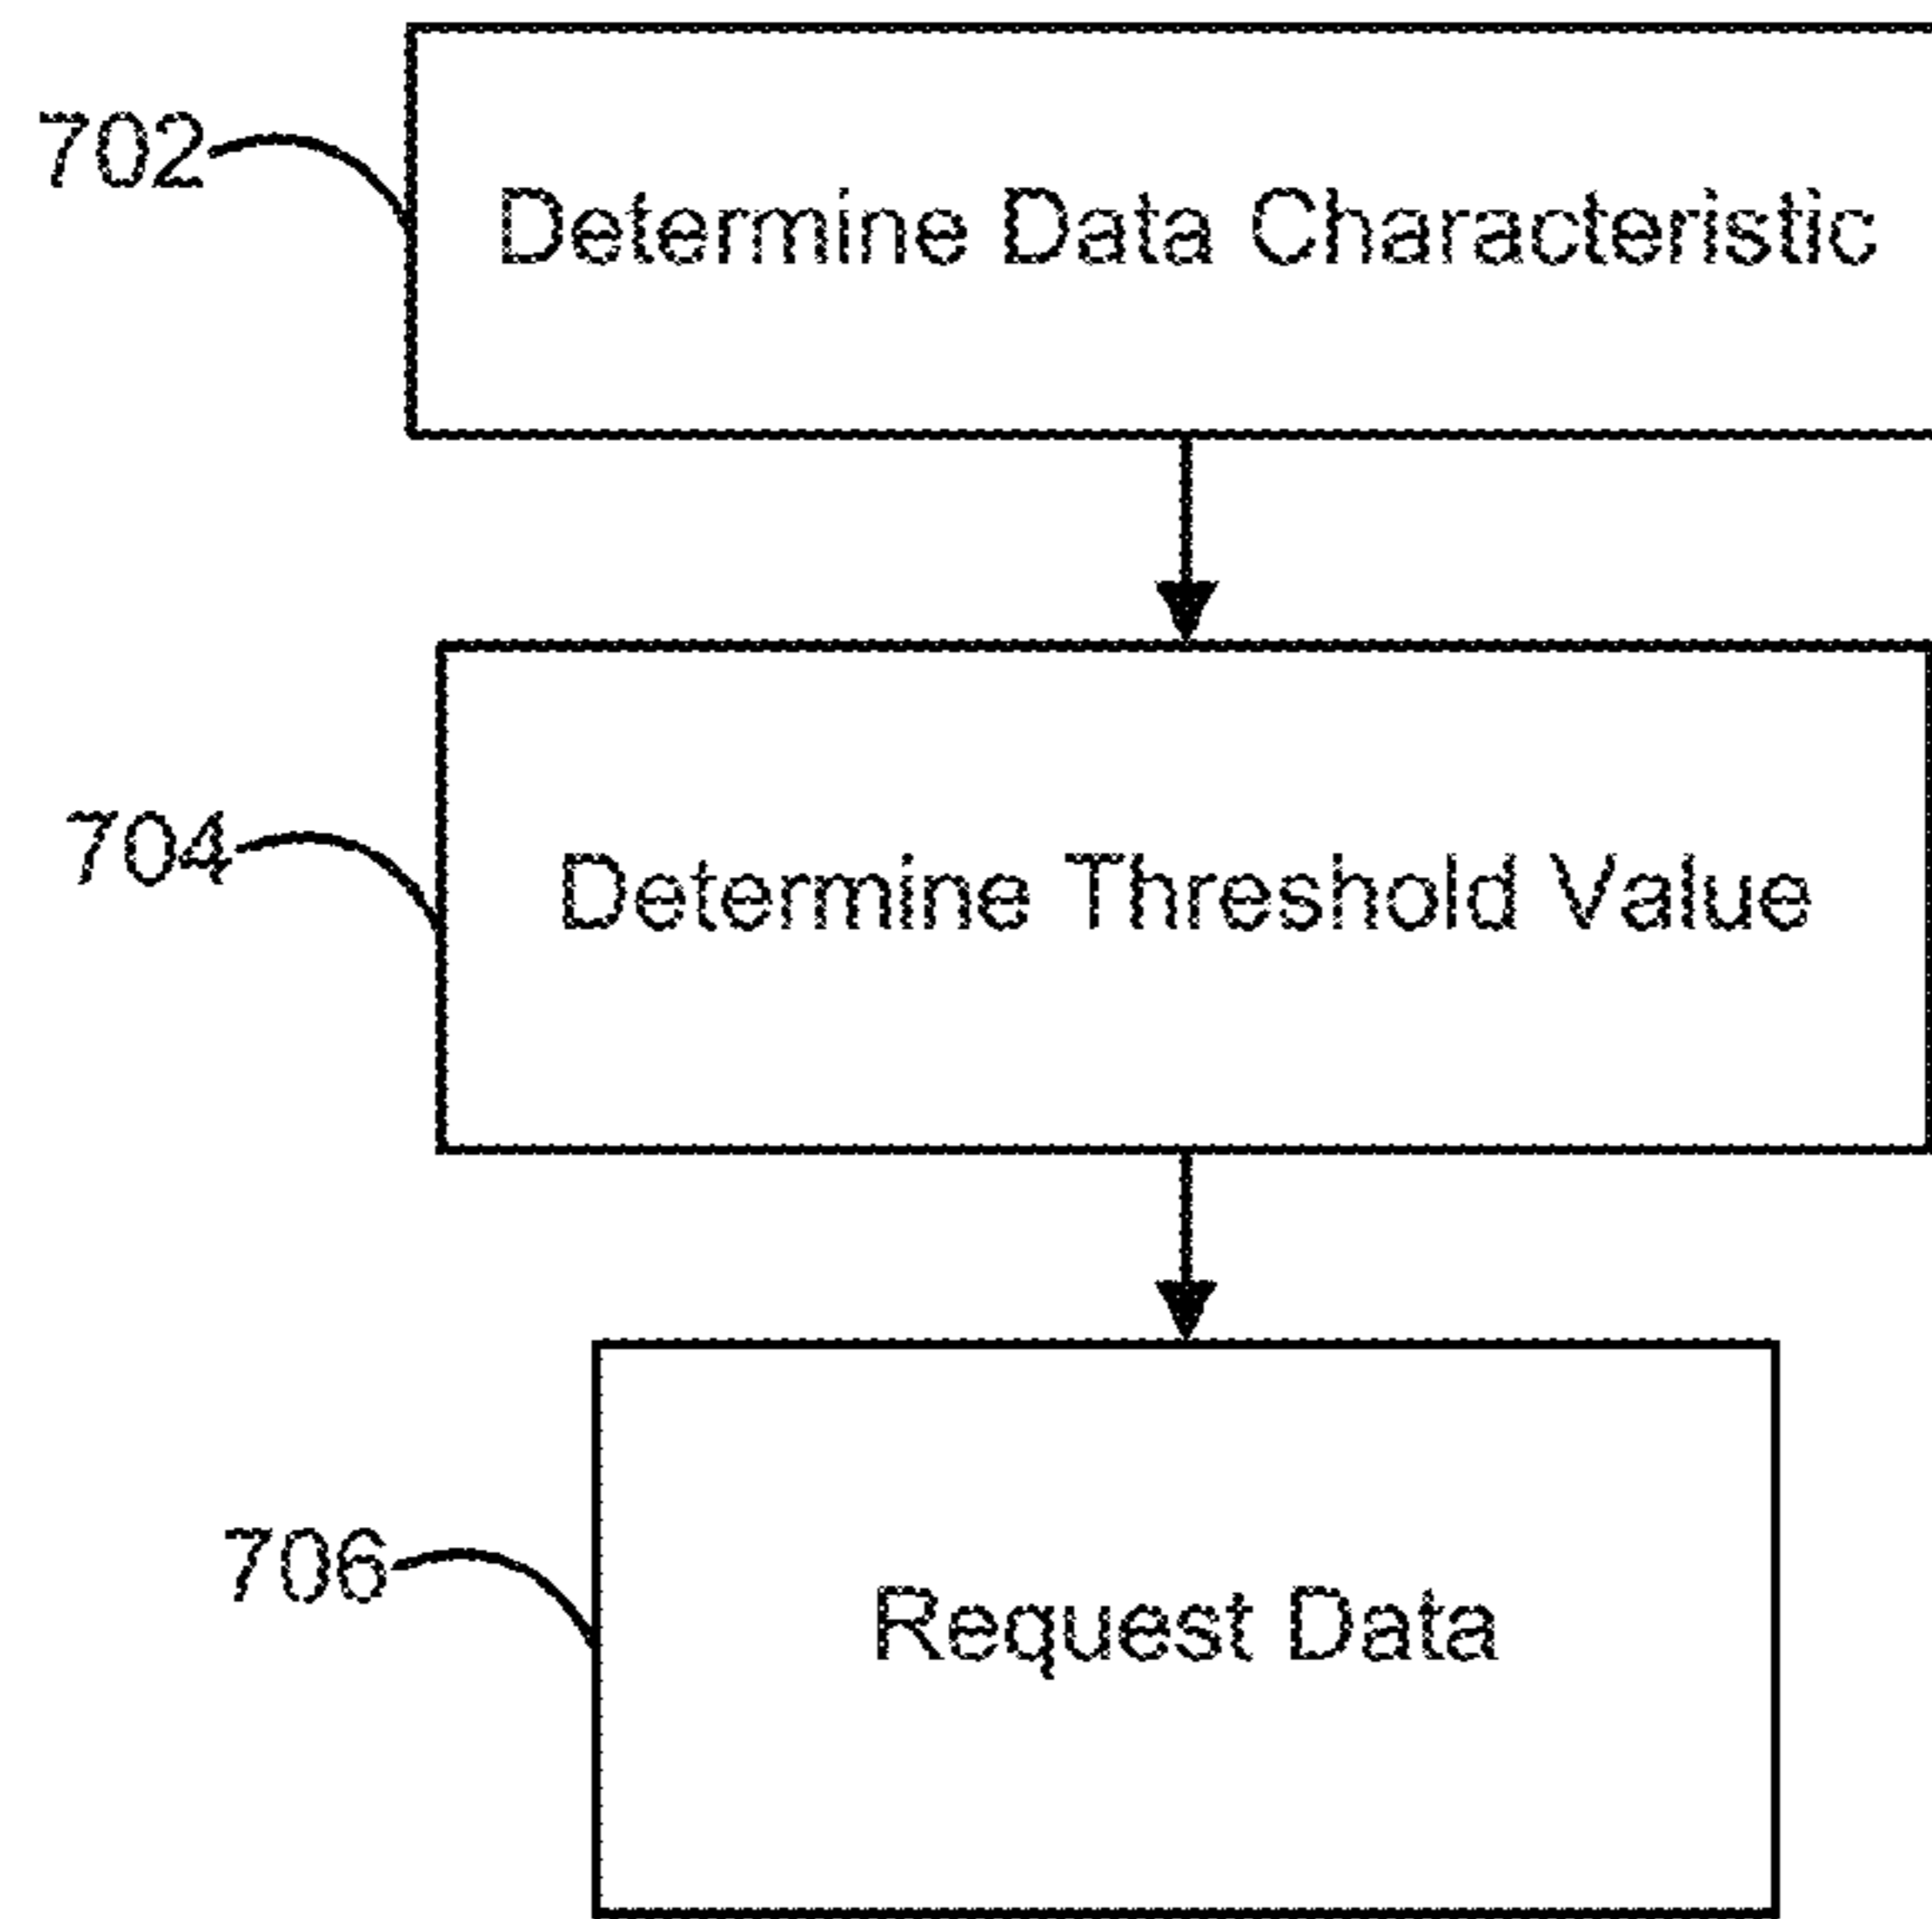 702
Determine Data Characteristic
704
Determine Threshold Value
706
Request Data